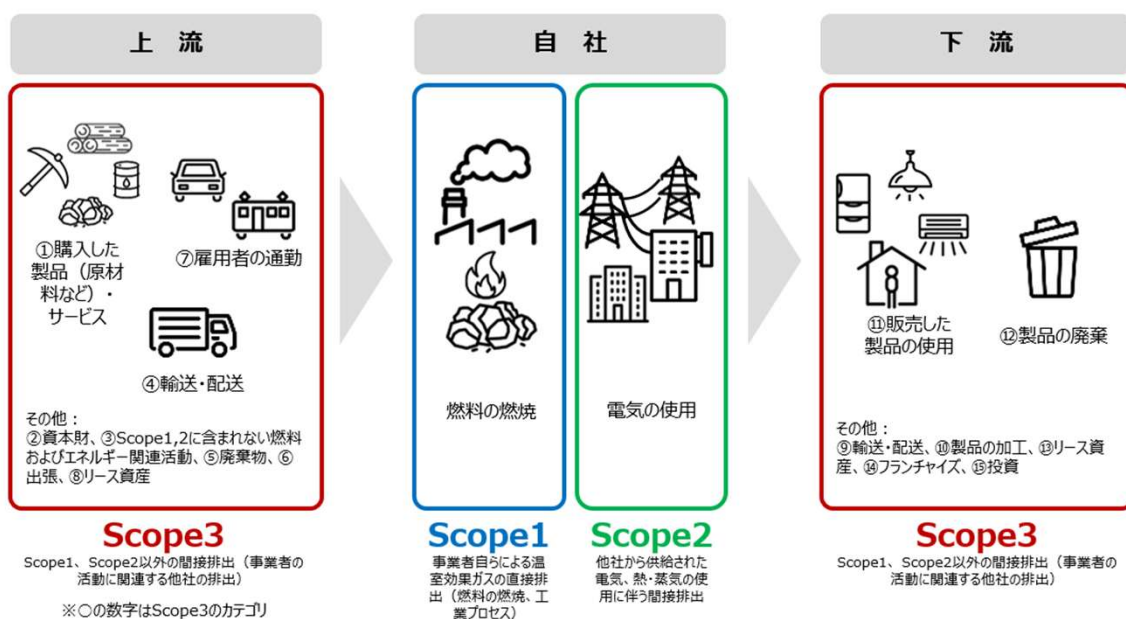 上 流
自 社
下 流
①購入した
製品（原材
料など）・
サービス
⑦雇用者の通勤
④輸送・配送
その他：
②資本財、③Scope1,2に含まれない燃料
およびエネルギー関連活動、⑤廃棄物、⑥
出張、⑧リース資産
燃料の燃焼
電気の使用
⑪販売した
製品の使用
⑫製品の廃棄
その他：
⑨輸送・配送、⑩製品の加工、⑬リース資
産、⑭フランチャイズ、⑮投資
Scope3
Scope1、Scope2以外の間接排出（事業者の
活動に関連する他社の排出）
※○の数字はScope3のカテゴリ
Scope1
事業者自らによる温
室効果ガスの直接排
出（燃料の燃焼、工
業プロセス）
Scope2
他社から供給された
電気、熱・蒸気の使
用に伴う間接排出
Scope3
Scope1、Scope2以外の間接排出（事業者の
活動に関連する他社の排出）